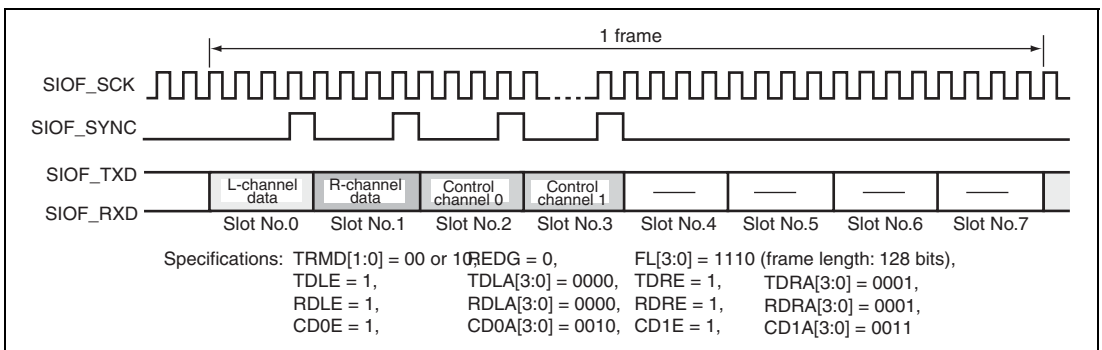 1 frame
SIOF_SCK
SIOF_SYNC
SIOF_TXD
SIOF_RXD
L-channel data
R-channel data
Control channel 0
Control channel 1
Slot No.0 Slot No.1 Slot No.2 Slot No.3 Slot No.4 Slot No.5 Slot No.6 Slot No.7
Specifications: TRMD[1:0] = 00 or 10, REDG = 0, FL[3:0] = 1110 (frame length: 128 bits),
TDLE = 1, TDLA[3:0] = 0000, TDRE = 1, TDRA[3:0] = 0001,
RDLE = 1, RDLA[3:0] = 0000, RDRE = 1, RDRA[3:0] = 0001,
CD0E = 1, CD0A[3:0] = 0010, CD1E = 1, CD1A[3:0] = 0011